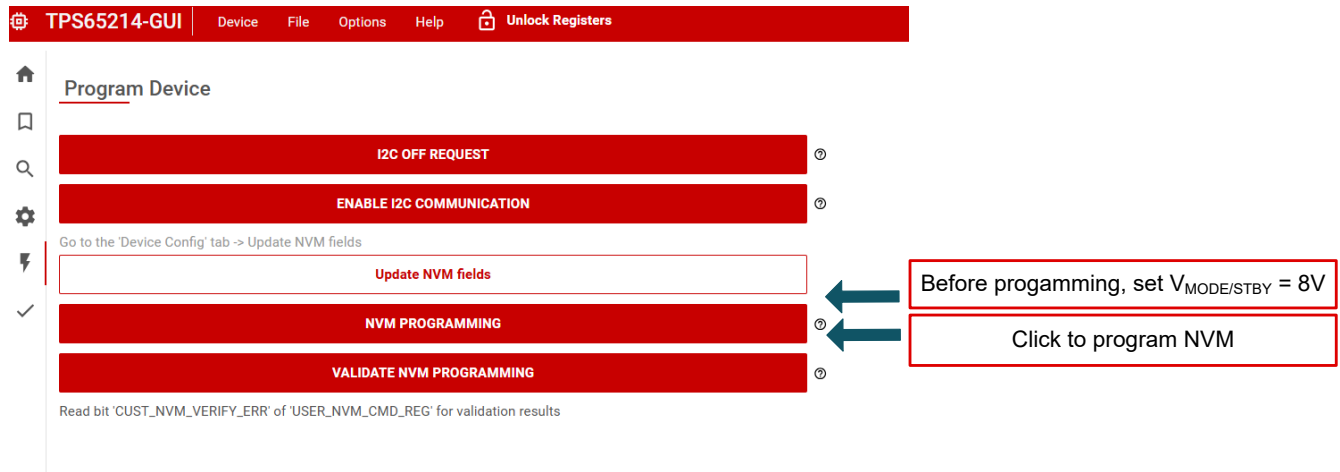 TPS65214-GUI Device File Options Help Unlock Registers
Program Device
I2C OFF REQUEST
ENABLE I2C COMMUNICATION
Go to the 'Device Config' tab -> Update NVM fields
Update NVM fields
Before progamming, set VMODE/STBY = 8V
NVM PROGRAMMING
Click to program NVM
VALIDATE NVM PROGRAMMING
Read bit 'CUST_NVM_VERIFY_ERR' of 'USER_NVM_CMD_REG' for validation results